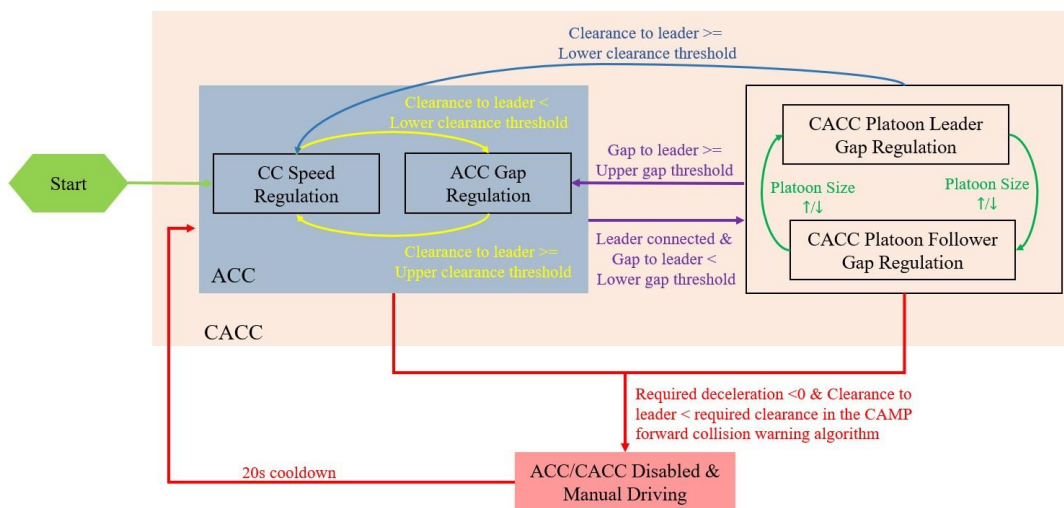 Clearance to leader >=
Lower clearance threshold
Clearance to leader <
Lower clearance threshold
Start
CC Speed
Regulation
ACC Gap
Regulation
Clearance to leader >=
Upper clearance threshold
ACC
CACC
Gap to leader >=
Upper gap threshold
Leader connected &
Gap to leader <
Lower gap threshold
CACC Platoon Leader
Gap Regulation
Platoon Size
↑/↓
Platoon Size
↑/↓
CACC Platoon Follower
Gap Regulation
Required deceleration <0 & Clearance to
leader < required clearance in the CAMP
forward collision warning algorithm
20s cooldown
ACC/CACC Disabled &
Manual Driving